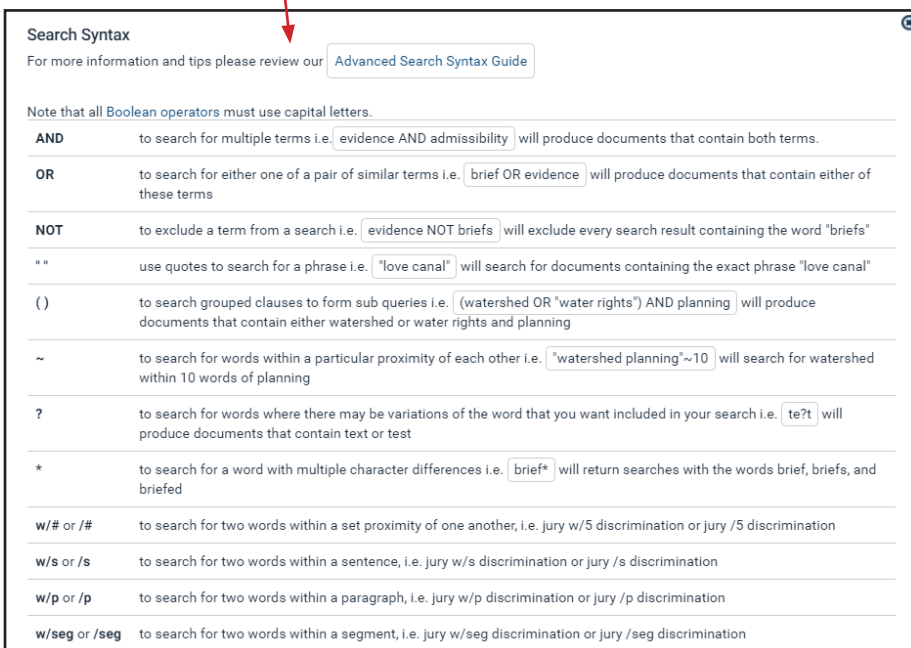 Search Syntax
For more information and tips please review our Advanced Search Syntax Guide
Note that all Boolean operators must use capital letters.
AND to search for multiple terms i.e. evidence AND admissibility will produce documents that contain both terms.
OR to search for either one of a pair of similar terms i.e. brief OR evidence will produce documents that contain either of
these terms
NOT to exclude a term from a search i.e. evidence NOT briefs will exclude every search result containing the word "briefs"
" " use quotes to search for a phrase i.e. "love canal" will search for documents containing the exact phrase "love canal"
( ) to search grouped clauses to form sub queries i.e. (watershed OR "water rights") AND planning will produce
documents that contain either watershed or water rights and planning
~ to search for words within a particular proximity of each other i.e. "watershed planning"~10 will search for watershed
within 10 words of planning
? to search for words where there may be variations of the word that you want included in your search i.e. te?t will
produce documents that contain text or test
* to search for a word with multiple character differences i.e. brief* will return searches with the words brief, briefs, and
briefed
w/# or /# to search for two words within a set proximity of one another, i.e. jury w/5 discrimination or jury /5 discrimination
w/s or /s to search for two words within a sentence, i.e. jury w/s discrimination or jury /s discrimination
w/p or /p to search for two words within a paragraph, i.e. jury w/p discrimination or jury /p discrimination
w/seg or /seg to search for two words within a segment, i.e. jury w/seg discrimination or jury /seg discrimination